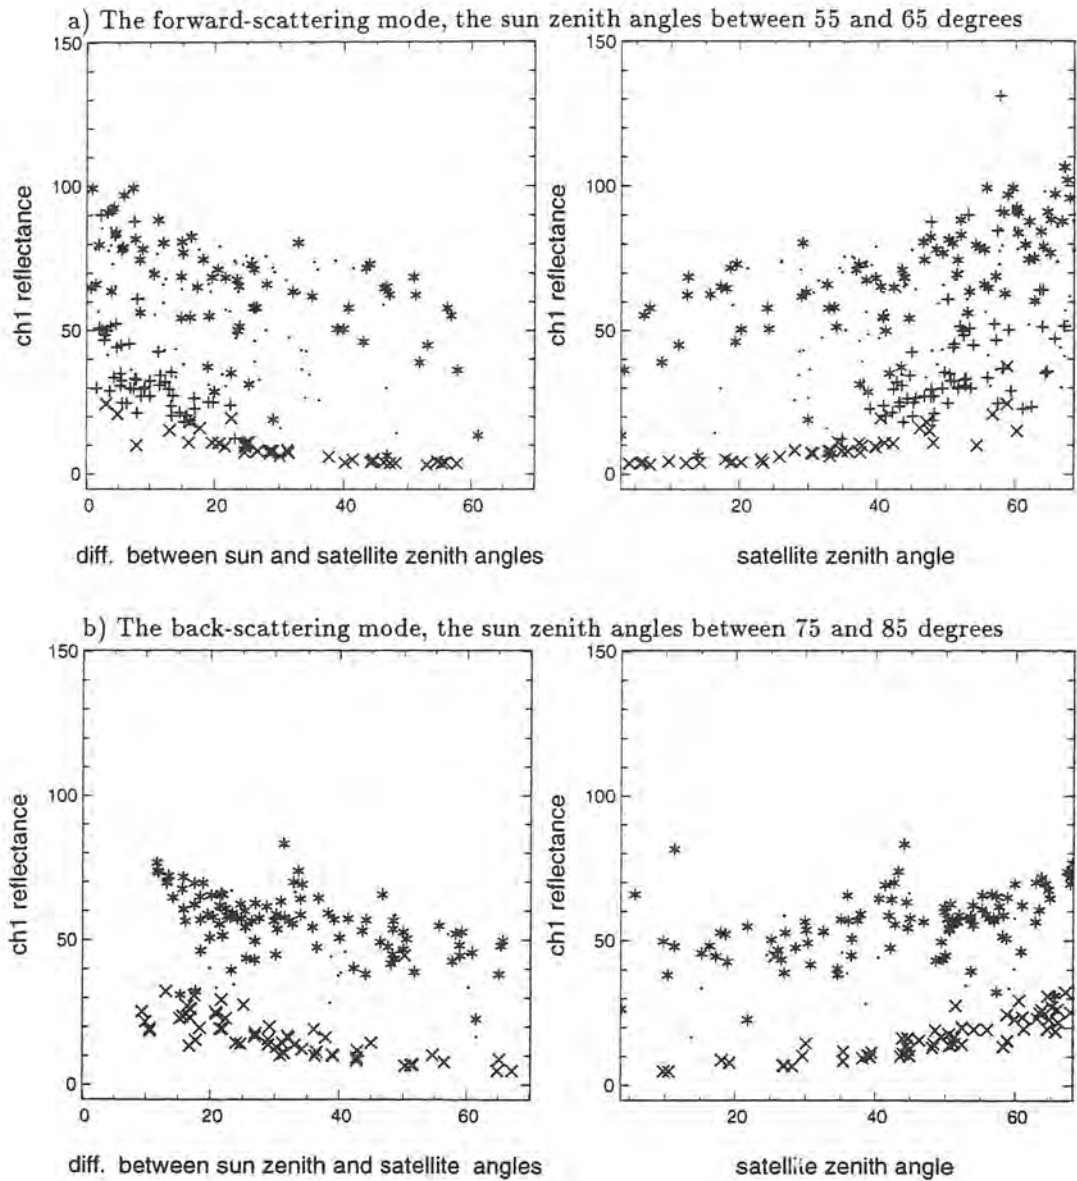 a) The forward-scattering mode, the sun zenith angles between 55 and 65 degrees
150
100
50
0
ch1 reflectance
0 20 40 60
diff. between sun and satellite zenith angles
150
100
50
0
ch1 reflectance
20 40 60
satellite zenith angle
b) The back-scattering mode, the sun zenith angles between 75 and 85 degrees
150
100
50
0
ch1 reflectance
0 20 40 60
diff. between sun zenith and satellite angles
150
100
50
0
ch1 reflectance
20 40 60
satellite zenith angle